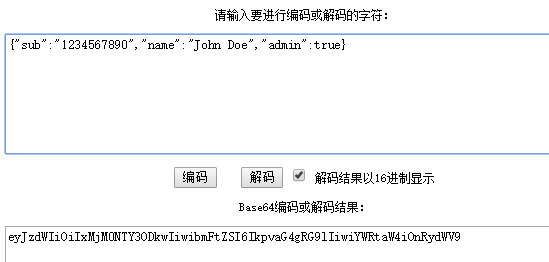 请输入要进行编码或解码的字符：
{"sub":"1234567890","name":"John Doe","admin":true}
编码 解码 解码结果以16进制显示
Base64编码或解码结果：
eyJzdWIiOiIxMjM0NTY3ODkwIiwibmFtZSI6IkpvaG4gRG9lIiwiYWRtaW4iOnRydWV9